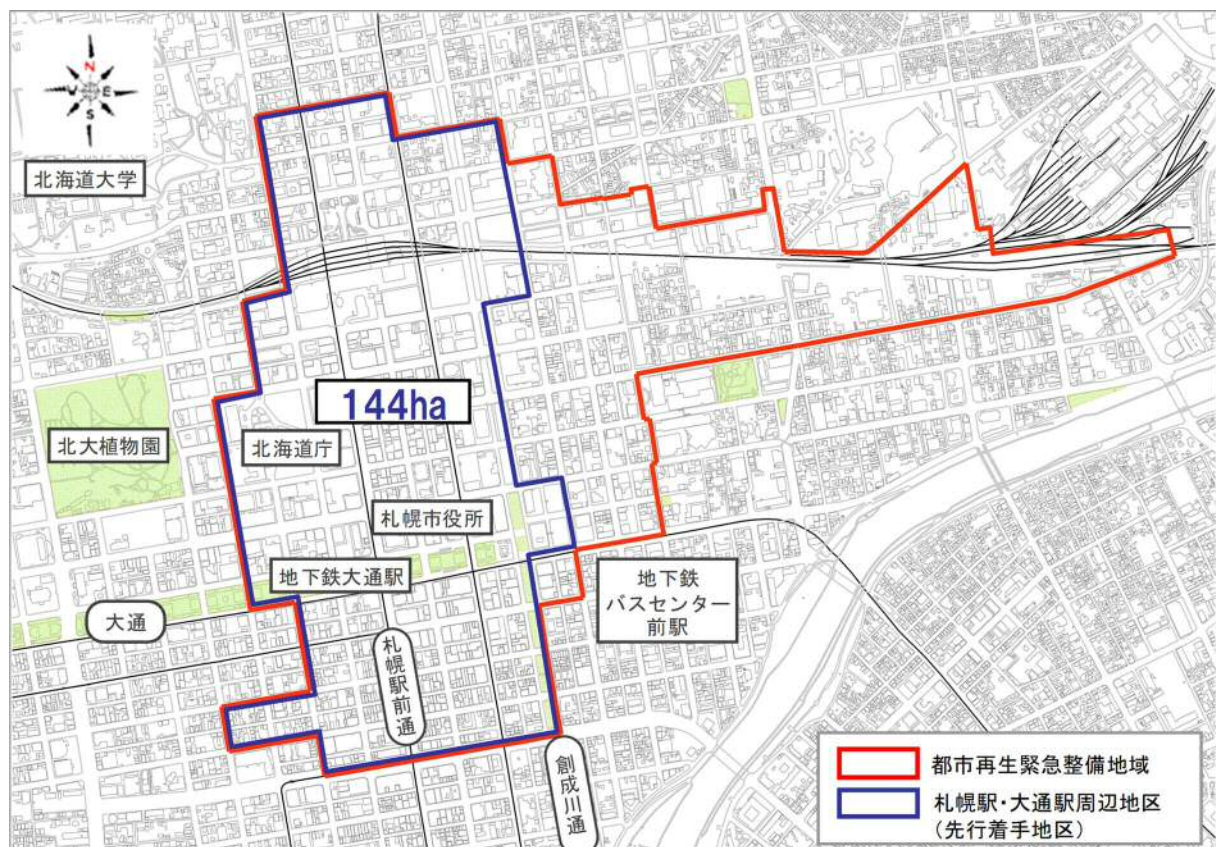 N
W
E
S
北海道大学
144ha
北大植物園
北海道庁
札幌市役所
地下鉄大通駅
地下鉄
バスセンター
前駅
大通
札幌駅前通
創成川通
都市再生緊急整備地域
札幌駅・大通駅周辺地区
（先行着手地区）